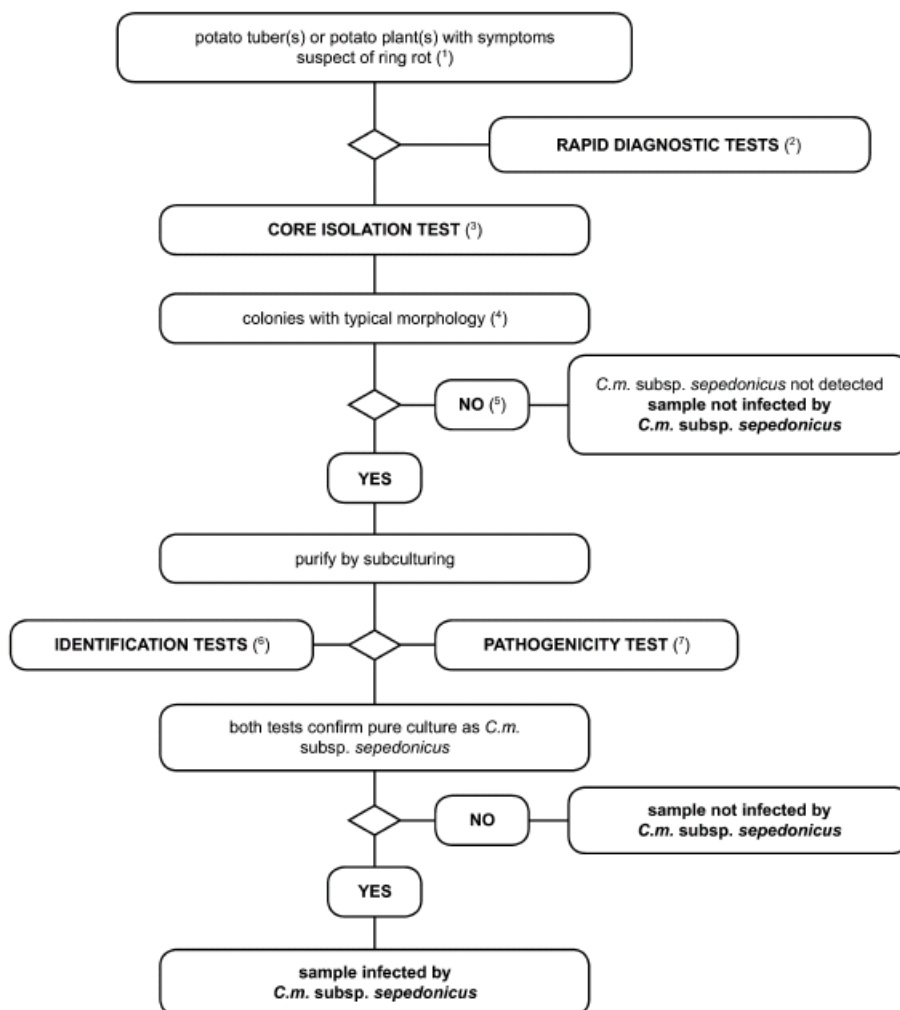 potato tuber(s) or potato plant(s) with symptoms
suspect of ring rot (¹)
RAPID DIAGNOSTIC TESTS (²)
CORE ISOLATION TEST (³)
colonies with typical morphology (⁴)
NO (⁵)
C.m. subsp. sepedonicus not detected
sample not infected by
C.m. subsp. sepedonicus
YES
purify by subculturing
IDENTIFICATION TESTS (⁶)
PATHOGENICITY TEST (⁷)
both tests confirm pure culture as C.m.
subsp. sepedonicus
NO
sample not infected by
C.m. subsp. sepedonicus
YES
sample infected by
C.m. subsp. sepedonicus